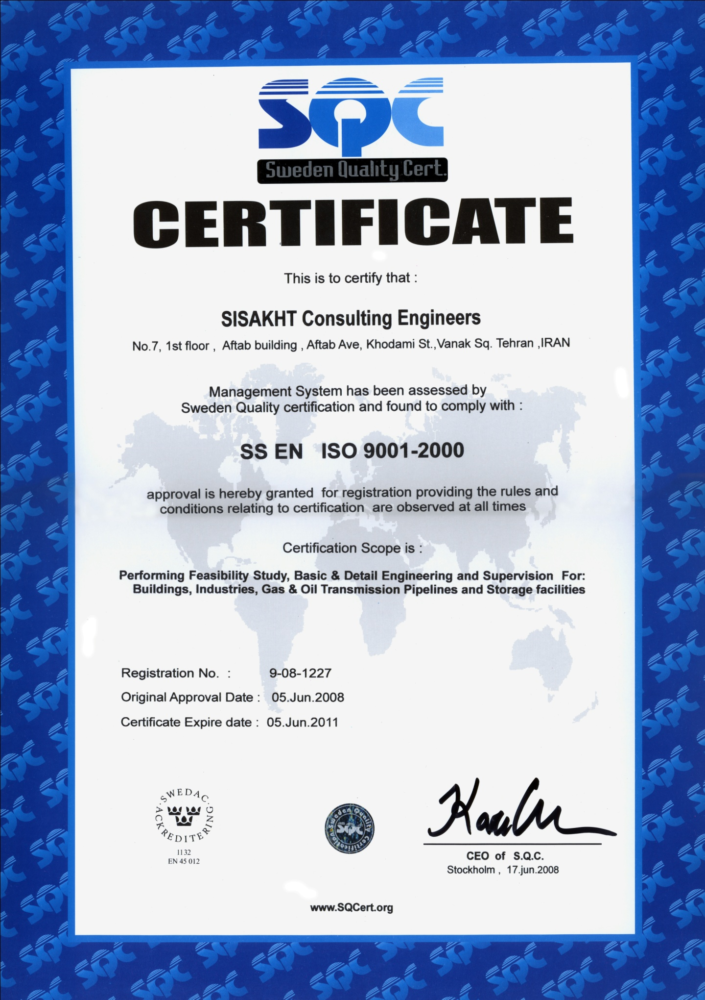 SQC
Sweden Quality Cert.
CERTIFICATE
This is to certify that :
SISAKHT Consulting Engineers
No.7, 1st floor , Aftab building , Aftab Ave, Khodami St.,Vanak Sq. Tehran ,IRAN
Management System has been assessed by
Sweden Quality certification and found to comply with :
SS EN ISO 9001-2000
approval is hereby granted for registration providing the rules and
conditions relating to certification are observed at all times
Certification Scope is :
Performing Feasibility Study, Basic & Detail Engineering and Supervision For:
Buildings, Industries, Gas & Oil Transmission Pipelines and Storage facilities
Registration No. : 9-08-1227
Original Approval Date : 05.Jun.2008
Certificate Expire date : 05.Jun.2011
SWEDAC
ACKREDITERING
1132
EN 45 012
Sweden Quality
SQC
Certification
CEO of S.Q.C.
Stockholm , 17.jun.2008
www.SQCert.org